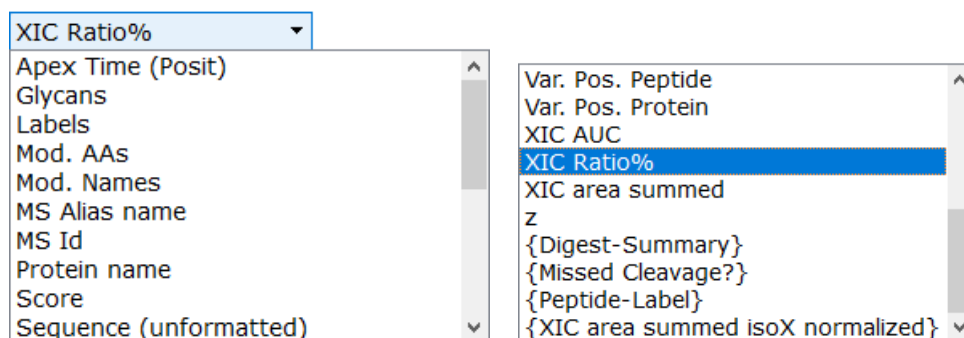 XIC Ratio%
Apex Time (Posit)
Glycans
Labels
Mod. AAs
Mod. Names
MS Alias name
MS Id
Protein name
Score
Sequence (unformatted)
Var. Pos. Peptide
Var. Pos. Protein
XIC AUC
XIC Ratio%
XIC area summed
z
{Digest-Summary}
{Missed Cleavage?}
{Peptide-Label}
{XIC area summed isoX normalized}